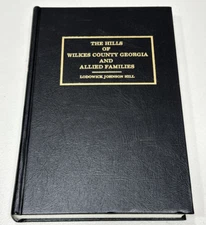 THE HILLS
OF
WILKES COUNTY GEORGIA
AND
ALLIED FAMILIES
LODOWICK JOHNSON HILL